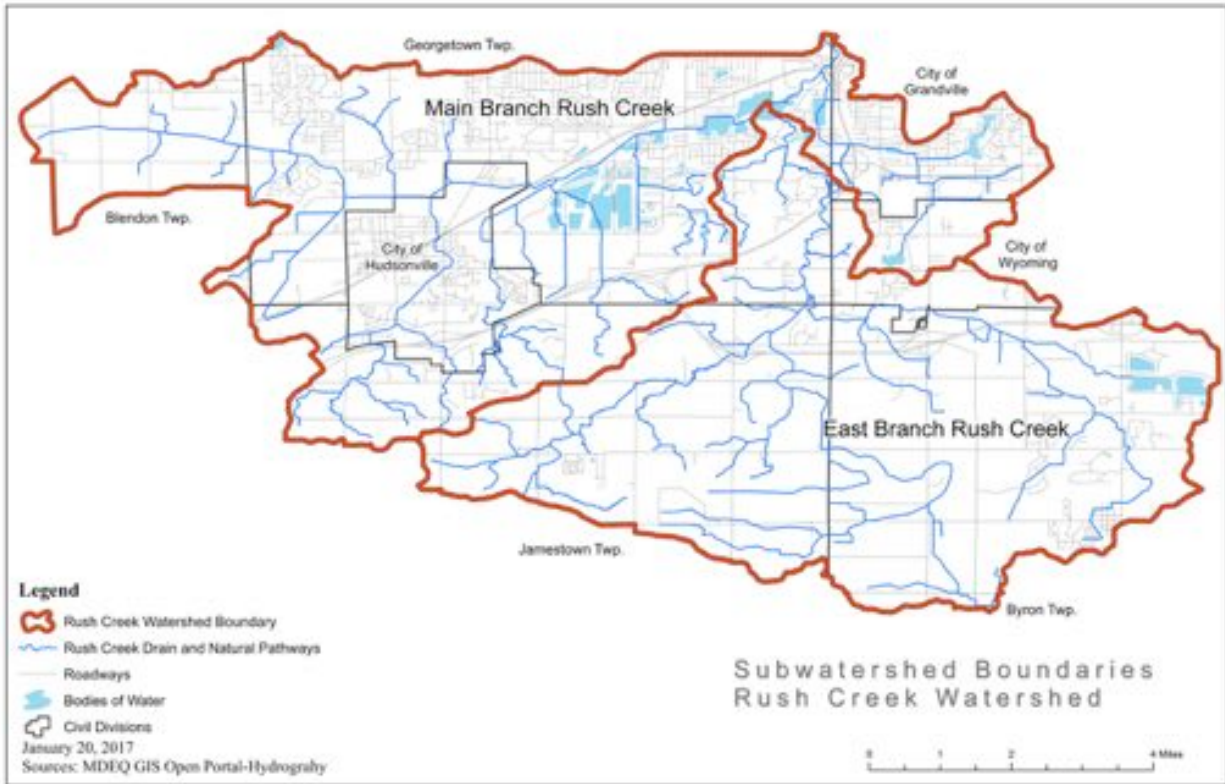 Georgetown Twp.
City of
Grandville
Main Branch Rush Creek
Blendon Twp.
City of
Hudsonville
City of
Wyoming
East Branch Rush Creek
Jamestown Twp.
Byron Twp.
Legend
Rush Creek Watershed Boundary
Rush Creek Drain and Natural Pathways
Roadways
Bodies of Water
Civil Divisions
January 20, 2017
Sources: MDEQ GIS Open Portal-Hydrograhy
Subwatershed Boundaries
Rush Creek Watershed
0 1 2 4 Miles